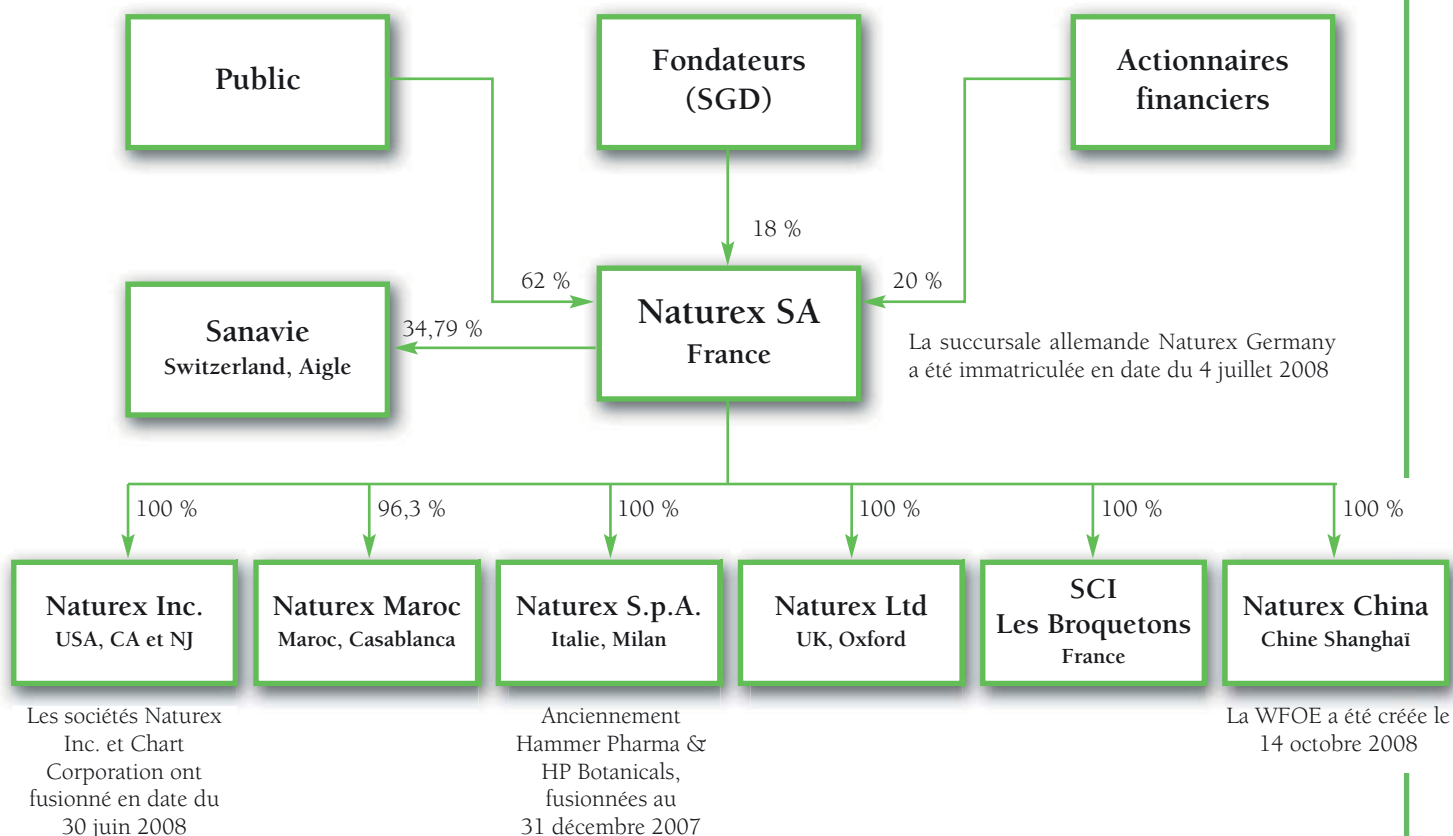 Public
Fondateurs
(SGD)
Actionnaires
financiers
18 %
62 %
20 %
Naturex SA
France
Sanavie
Switzerland, Aigle
34,79 %
La succursale allemande Naturex Germany
a été immatriculée en date du 4 juillet 2008
100 %
96,3 %
100 %
100 %
100 %
100 %
Naturex Inc.
USA, CA et NJ
Naturex Maroc
Maroc, Casablanca
Naturex S.p.A.
Italie, Milan
Naturex Ltd
UK, Oxford
SCI
Les Broquetons
France
Naturex China
Chine Shanghaï
Les sociétés Naturex
Inc. et Chart
Corporation ont
fusionné en date du
30 juin 2008
Anciennement
Hammer Pharma &
HP Botanicals,
fusionnées au
31 décembre 2007
La WFOE a été créée le
14 octobre 2008